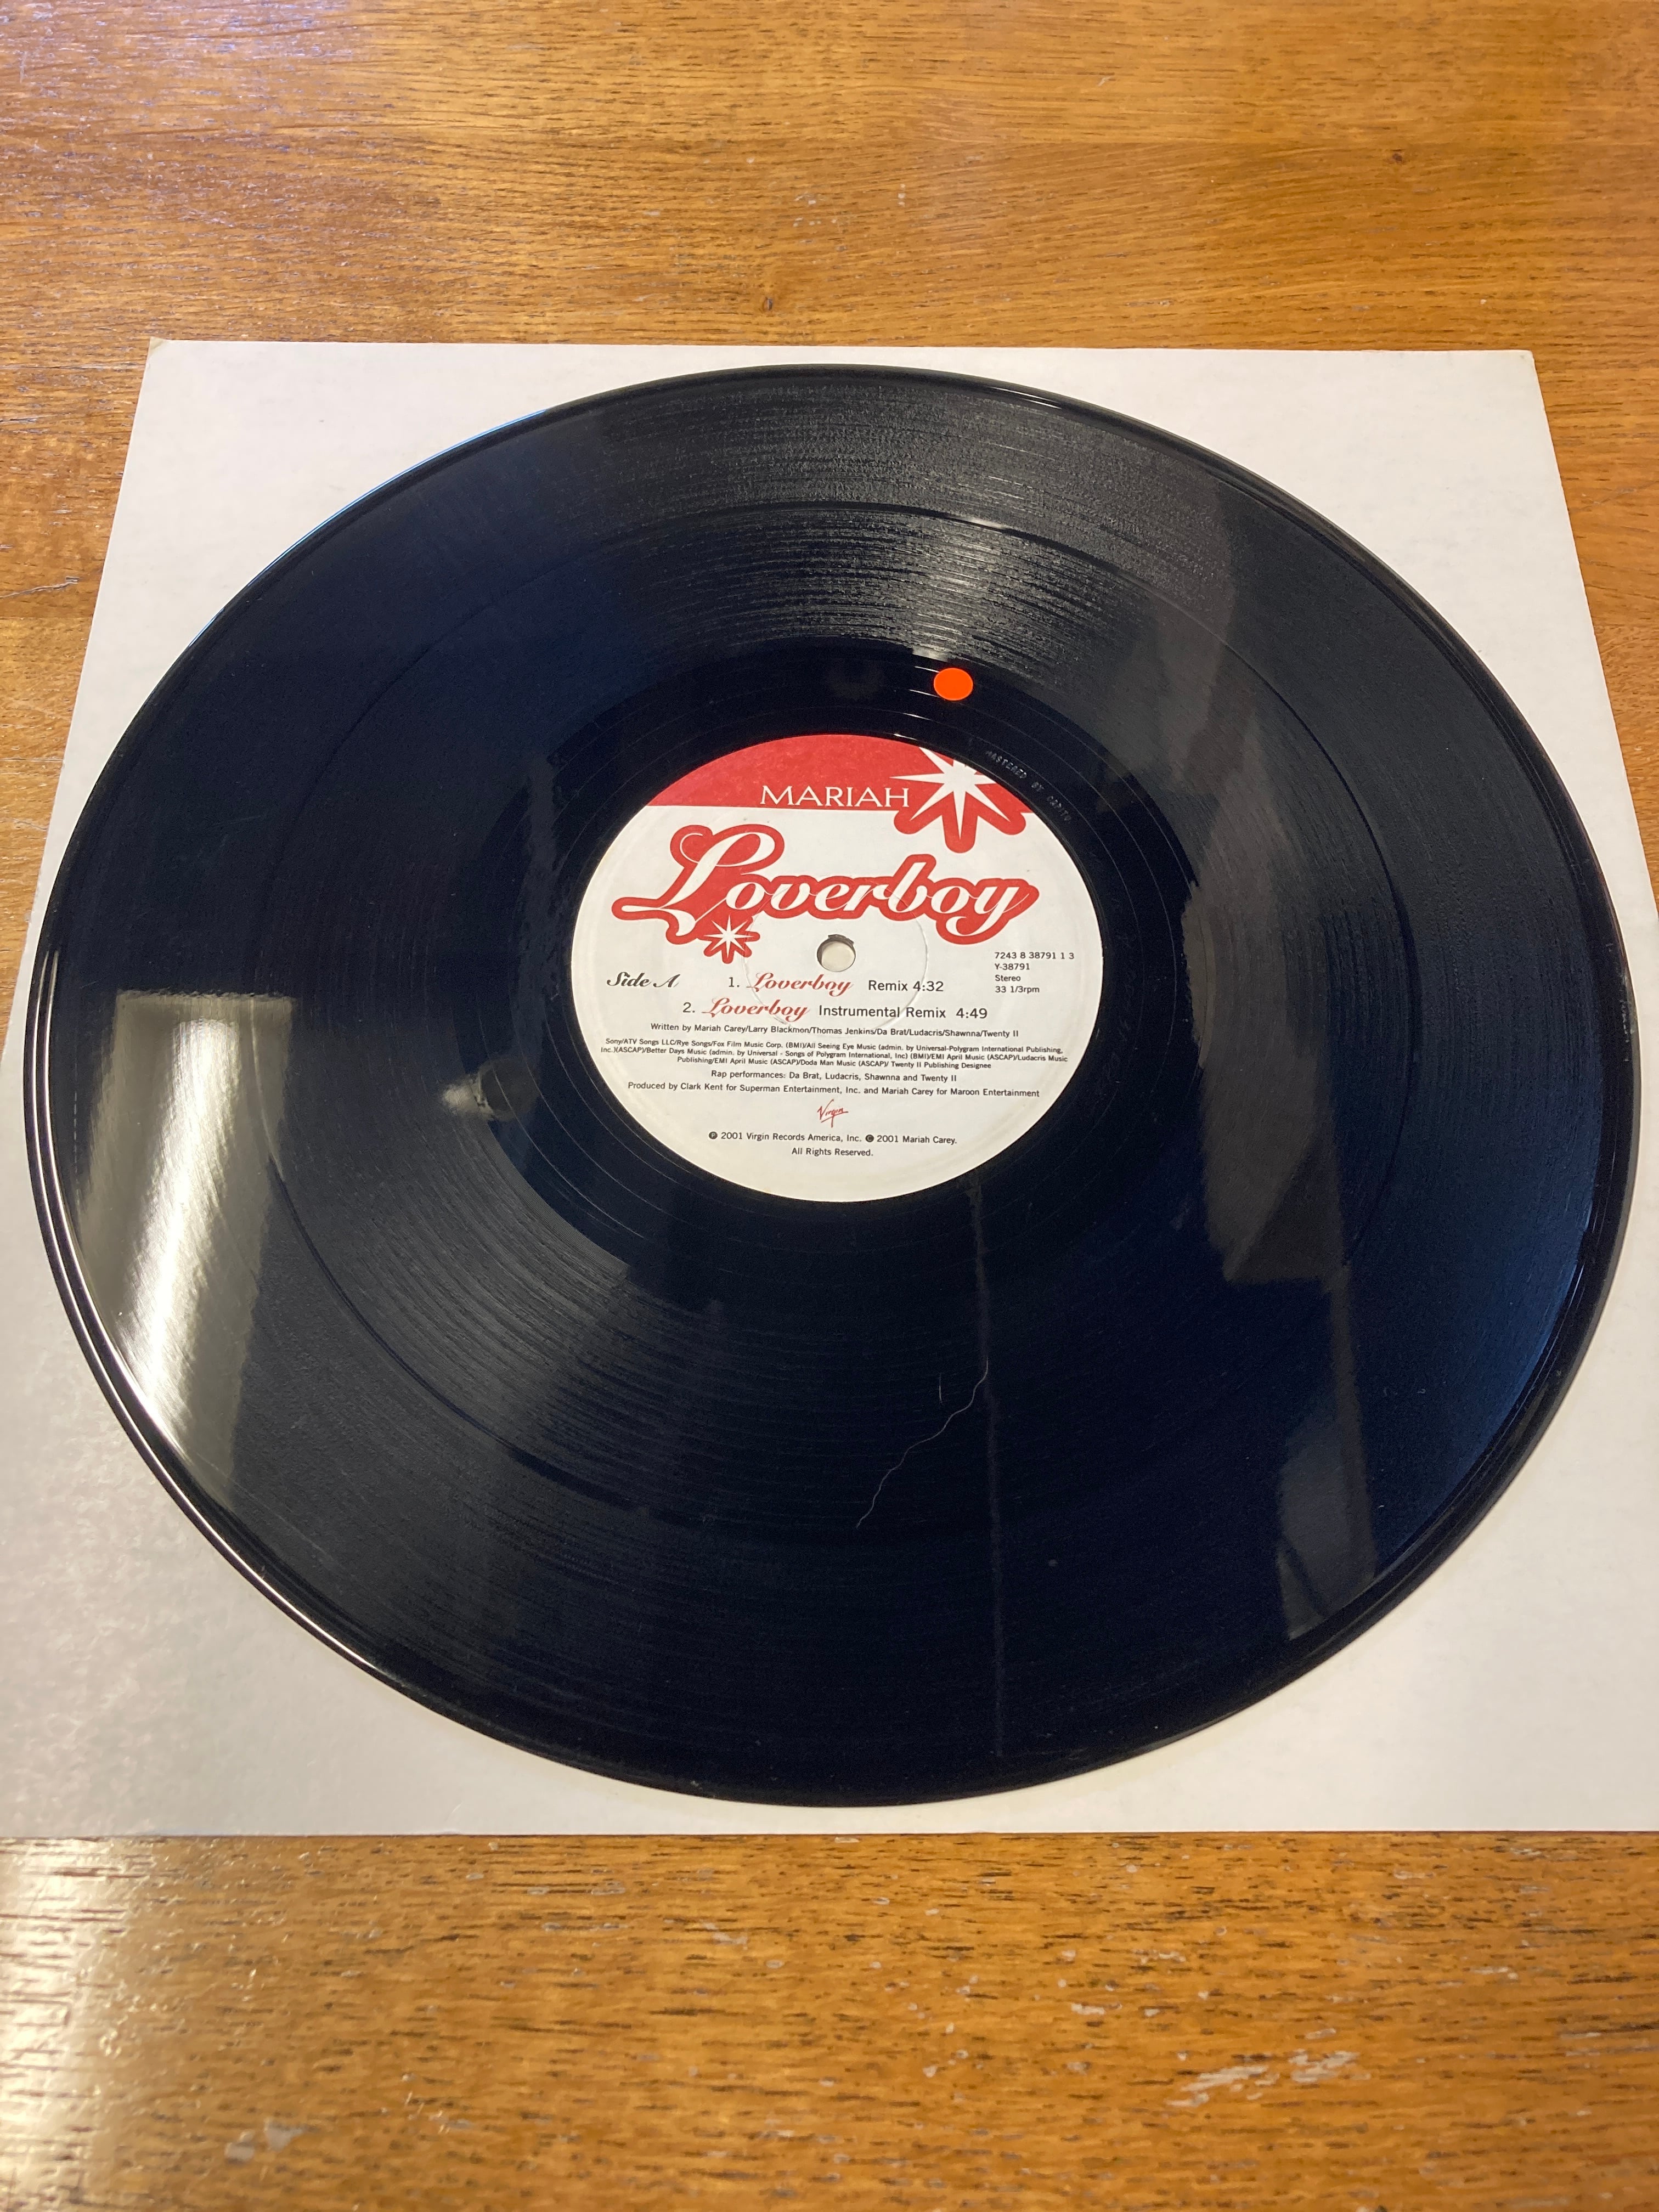 MASTERED BY CAPITO
MARIAH
Loverboy
7243 8 38791 1 3
Y-38791
Stereo
33 1/3rpm
Side A
1. Loverboy Remix 4:32
2. Loverboy Instrumental Remix 4:49
Written by Mariah Carey/Larry Blackmon/Thomas Jenkins/Da Brat/Ludacris/Shawnna/Twenty II
Sony/ATV Songs LLC/Rye Songs/Fox Film Music Corp. (BMI)/All Seeing Eye Music (admin. by Universal-Polygram International Publishing,
Inc.)(ASCAP)/Better Days Music (admin. by Universal - Songs of Polygram International, Inc) (BMI)/EMI April Music (ASCAP)/Ludacris Music
Publishing/EMI April Music (ASCAP)/Doda Man Music (ASCAP)/ Twenty II Publishing Designee
Rap performances: Da Brat, Ludacris, Shawnna and Twenty II
Produced by Clark Kent for Superman Entertainment, Inc. and Mariah Carey for Maroon Entertainment
Virgin
℗ 2001 Virgin Records America, Inc. © 2001 Mariah Carey.
All Rights Reserved.